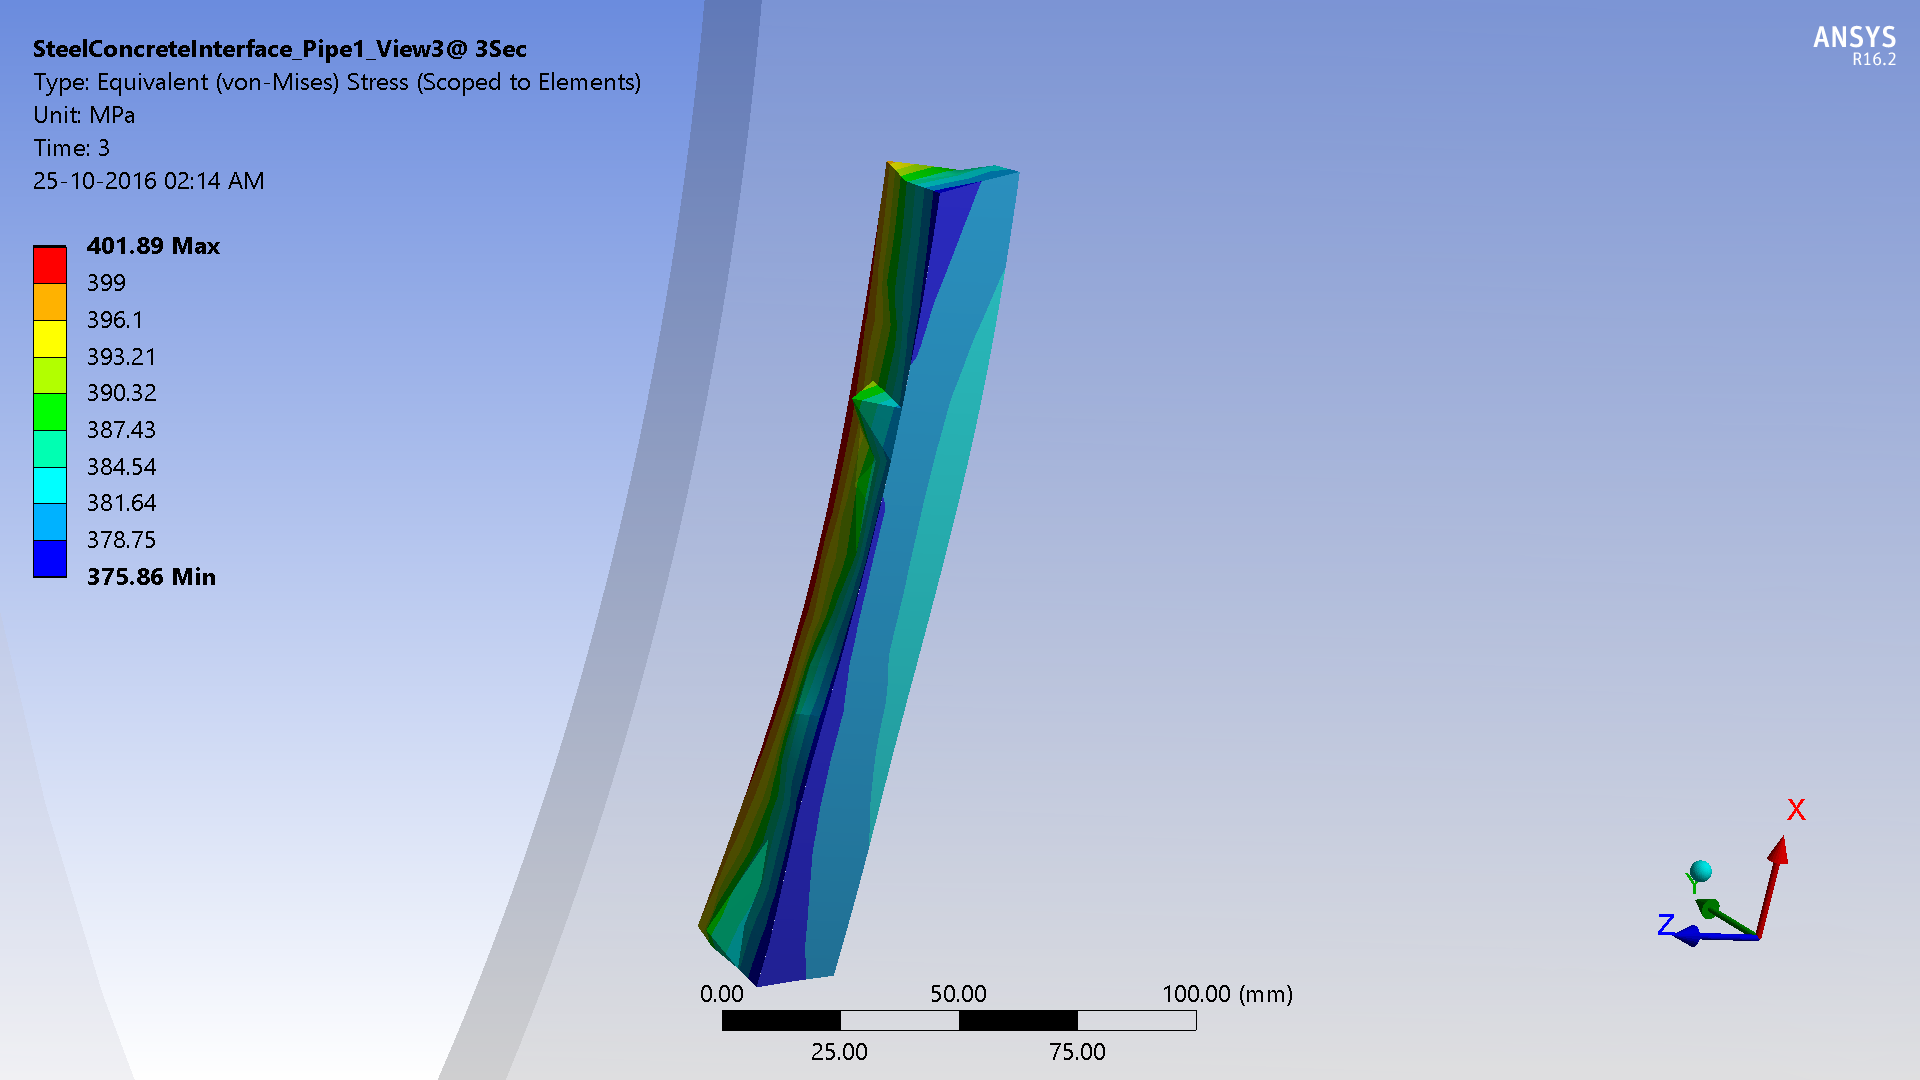 SteelConcreteInterface_Pipe1_View3@ 3Sec
Type: Equivalent (von-Mises) Stress (Scoped to Elements)
Unit: MPa
Time: 3
25-10-2016 02:14 AM
ANSYS
R16.2
401.89 Max
399
396.1
393.21
390.32
387.43
384.54
381.64
378.75
375.86 Min
X
Y
Z
0.00 50.00 100.00 (mm)
25.00 75.00